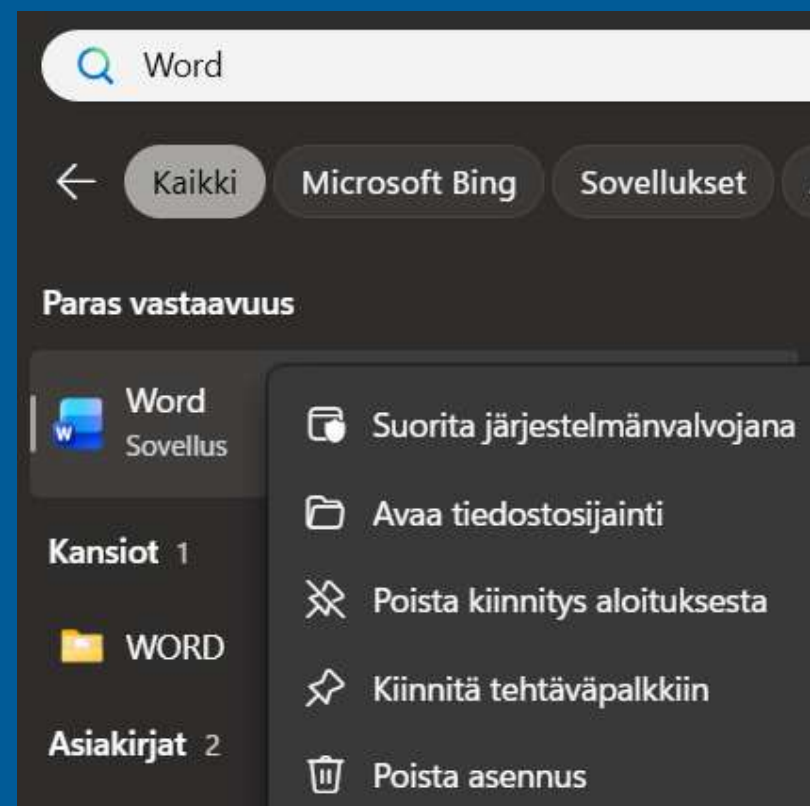 Word
Kaikki
Microsoft Bing
Sovellukset
Paras vastaavuus
Word
Sovellus
Suorita järjestelmänvalvojana
Avaa tiedostosijainti
Kansiot 1
Poista kiinnitys aloituksesta
WORD
Kiinnitä tehtäväpalkkiin
Asiakirjat 2
Poista asennus